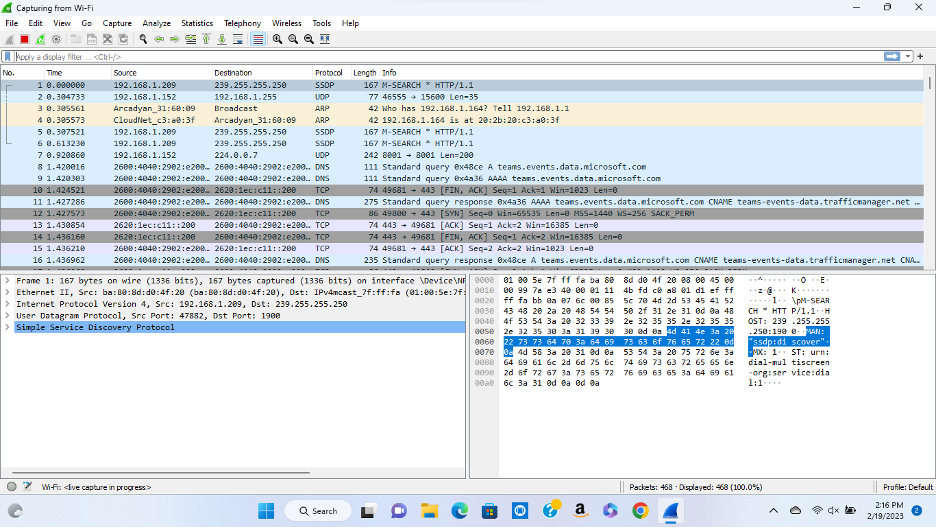 Capturing from Wi-Fi
File Edit View Go Capture Analyze Statistics Telephony Wireless Tools Help
Apply a display filter ... <Ctrl-/>
No. Time Source Destination Protocol Length Info
1 0.000000 192.168.1.209 239.255.255.250 SSDP 167 M-SEARCH * HTTP/1.1
2 0.304733 192.168.1.152 192.168.1.255 UDP 77 46555 → 15600 Len=35
3 0.305561 Arcadyan_31:60:09 Broadcast ARP 42 Who has 192.168.1.164? Tell 192.168.1.1
4 0.305573 CloudNet_c3:a0:3f Arcadyan_31:60:09 ARP 42 192.168.1.164 is at 20:2b:20:c3:a0:3f
5 0.307521 192.168.1.209 239.255.255.250 SSDP 167 M-SEARCH * HTTP/1.1
6 0.613230 192.168.1.209 239.255.255.250 SSDP 167 M-SEARCH * HTTP/1.1
7 0.920860 192.168.1.152 224.0.0.7 UDP 242 8001 → 8001 Len=200
8 1.420016 2600:4040:2902:e200… 2600:4040:2902:e200… DNS 111 Standard query 0x48ce A teams.events.data.microsoft.com
9 1.420303 2600:4040:2902:e200… 2600:4040:2902:e200… DNS 111 Standard query 0x4a36 AAAA teams.events.data.microsoft.com
10 1.424521 2600:4040:2902:e200… 2620:1ec:c11::200 TCP 74 49681 → 443 [FIN, ACK] Seq=1 Ack=1 Win=1023 Len=0
11 1.427286 2600:4040:2902:e200… 2600:4040:2902:e200… DNS 275 Standard query response 0x4a36 AAAA teams.events.data.microsoft.com CNAME teams-events-data.trafficmanager.net …
12 1.427573 2600:4040:2902:e200… 2620:1ec:c11::200 TCP 86 49800 → 443 [SYN] Seq=0 Win=65535 Len=0 MSS=1440 WS=256 SACK_PERM
13 1.430854 2620:1ec:c11::200 2600:4040:2902:e200… TCP 74 443 → 49681 [ACK] Seq=1 Ack=2 Win=16385 Len=0
14 1.436160 2620:1ec:c11::200 2600:4040:2902:e200… TCP 74 443 → 49681 [FIN, ACK] Seq=1 Ack=2 Win=16385 Len=0
15 1.436210 2600:4040:2902:e200… 2620:1ec:c11::200 TCP 74 49681 → 443 [ACK] Seq=2 Ack=2 Win=1023 Len=0
16 1.436962 2600:4040:2902:e200… 2600:4040:2902:e200… DNS 235 Standard query response 0x48ce A teams.events.data.microsoft.com CNAME teams-events-data.trafficmanager.net CNA…
Frame 1: 167 bytes on wire (1336 bits), 167 bytes captured (1336 bits) on interface \Device\NP
Ethernet II, Src: ba:80:8d:d0:4f:20 (ba:80:8d:d0:4f:20), Dst: IPv4mcast_7f:ff:fa (01:00:5e:7f:
Internet Protocol Version 4, Src: 192.168.1.209, Dst: 239.255.255.250
User Datagram Protocol, Src Port: 47882, Dst Port: 1900
Simple Service Discovery Protocol
0000 01 00 5e 7f ff fa ba 80 8d d0 4f 20 08 00 45 00 ··^·······O ··E·
0010 00 99 7a e3 40 00 01 11 4b fd c0 a8 01 d1 ef ff ··z·@···K·······
0020 ff fa bb 0a 07 6c 00 85 5c 70 4d 2d 53 45 41 52 ·····l··\pM-SEAR
0030 43 48 20 2a 20 48 54 54 50 2f 31 2e 31 0d 0a 48 CH * HTTP/1.1··H
0040 4f 53 54 3a 20 32 33 39 2e 32 35 35 2e 32 35 35 OST: 239.255.255
0050 2e 32 35 30 3a 31 39 30 30 0d 0a 4d 41 4e 3a 20 .250:1900··MAN:
0060 22 73 73 64 70 3a 64 69 73 63 6f 76 65 72 22 0d "ssdp:discover"·
0070 0a 4d 58 3a 20 31 0d 0a 53 54 3a 20 75 72 6e 3a ·MX: 1··ST: urn:
0080 64 69 61 6c 2d 6d 75 6c 74 69 73 63 72 65 65 6e dial-multiscreen
0090 2d 6f 72 67 3a 73 65 72 76 69 63 65 3a 64 69 61 -org:service:dia
00a0 6c 3a 31 0d 0a 0d 0a l:1····
Wi-Fi: <live capture in progress> Packets: 468 · Displayed: 468 (100.0%) Profile: Default
Search
2:16 PM
2/19/2023
2